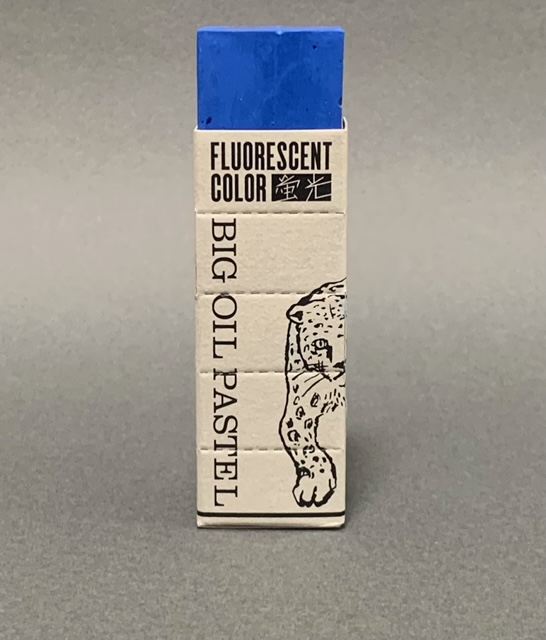 FLUORESCENT
COLOR 蛍光
BIG OIL PASTEL